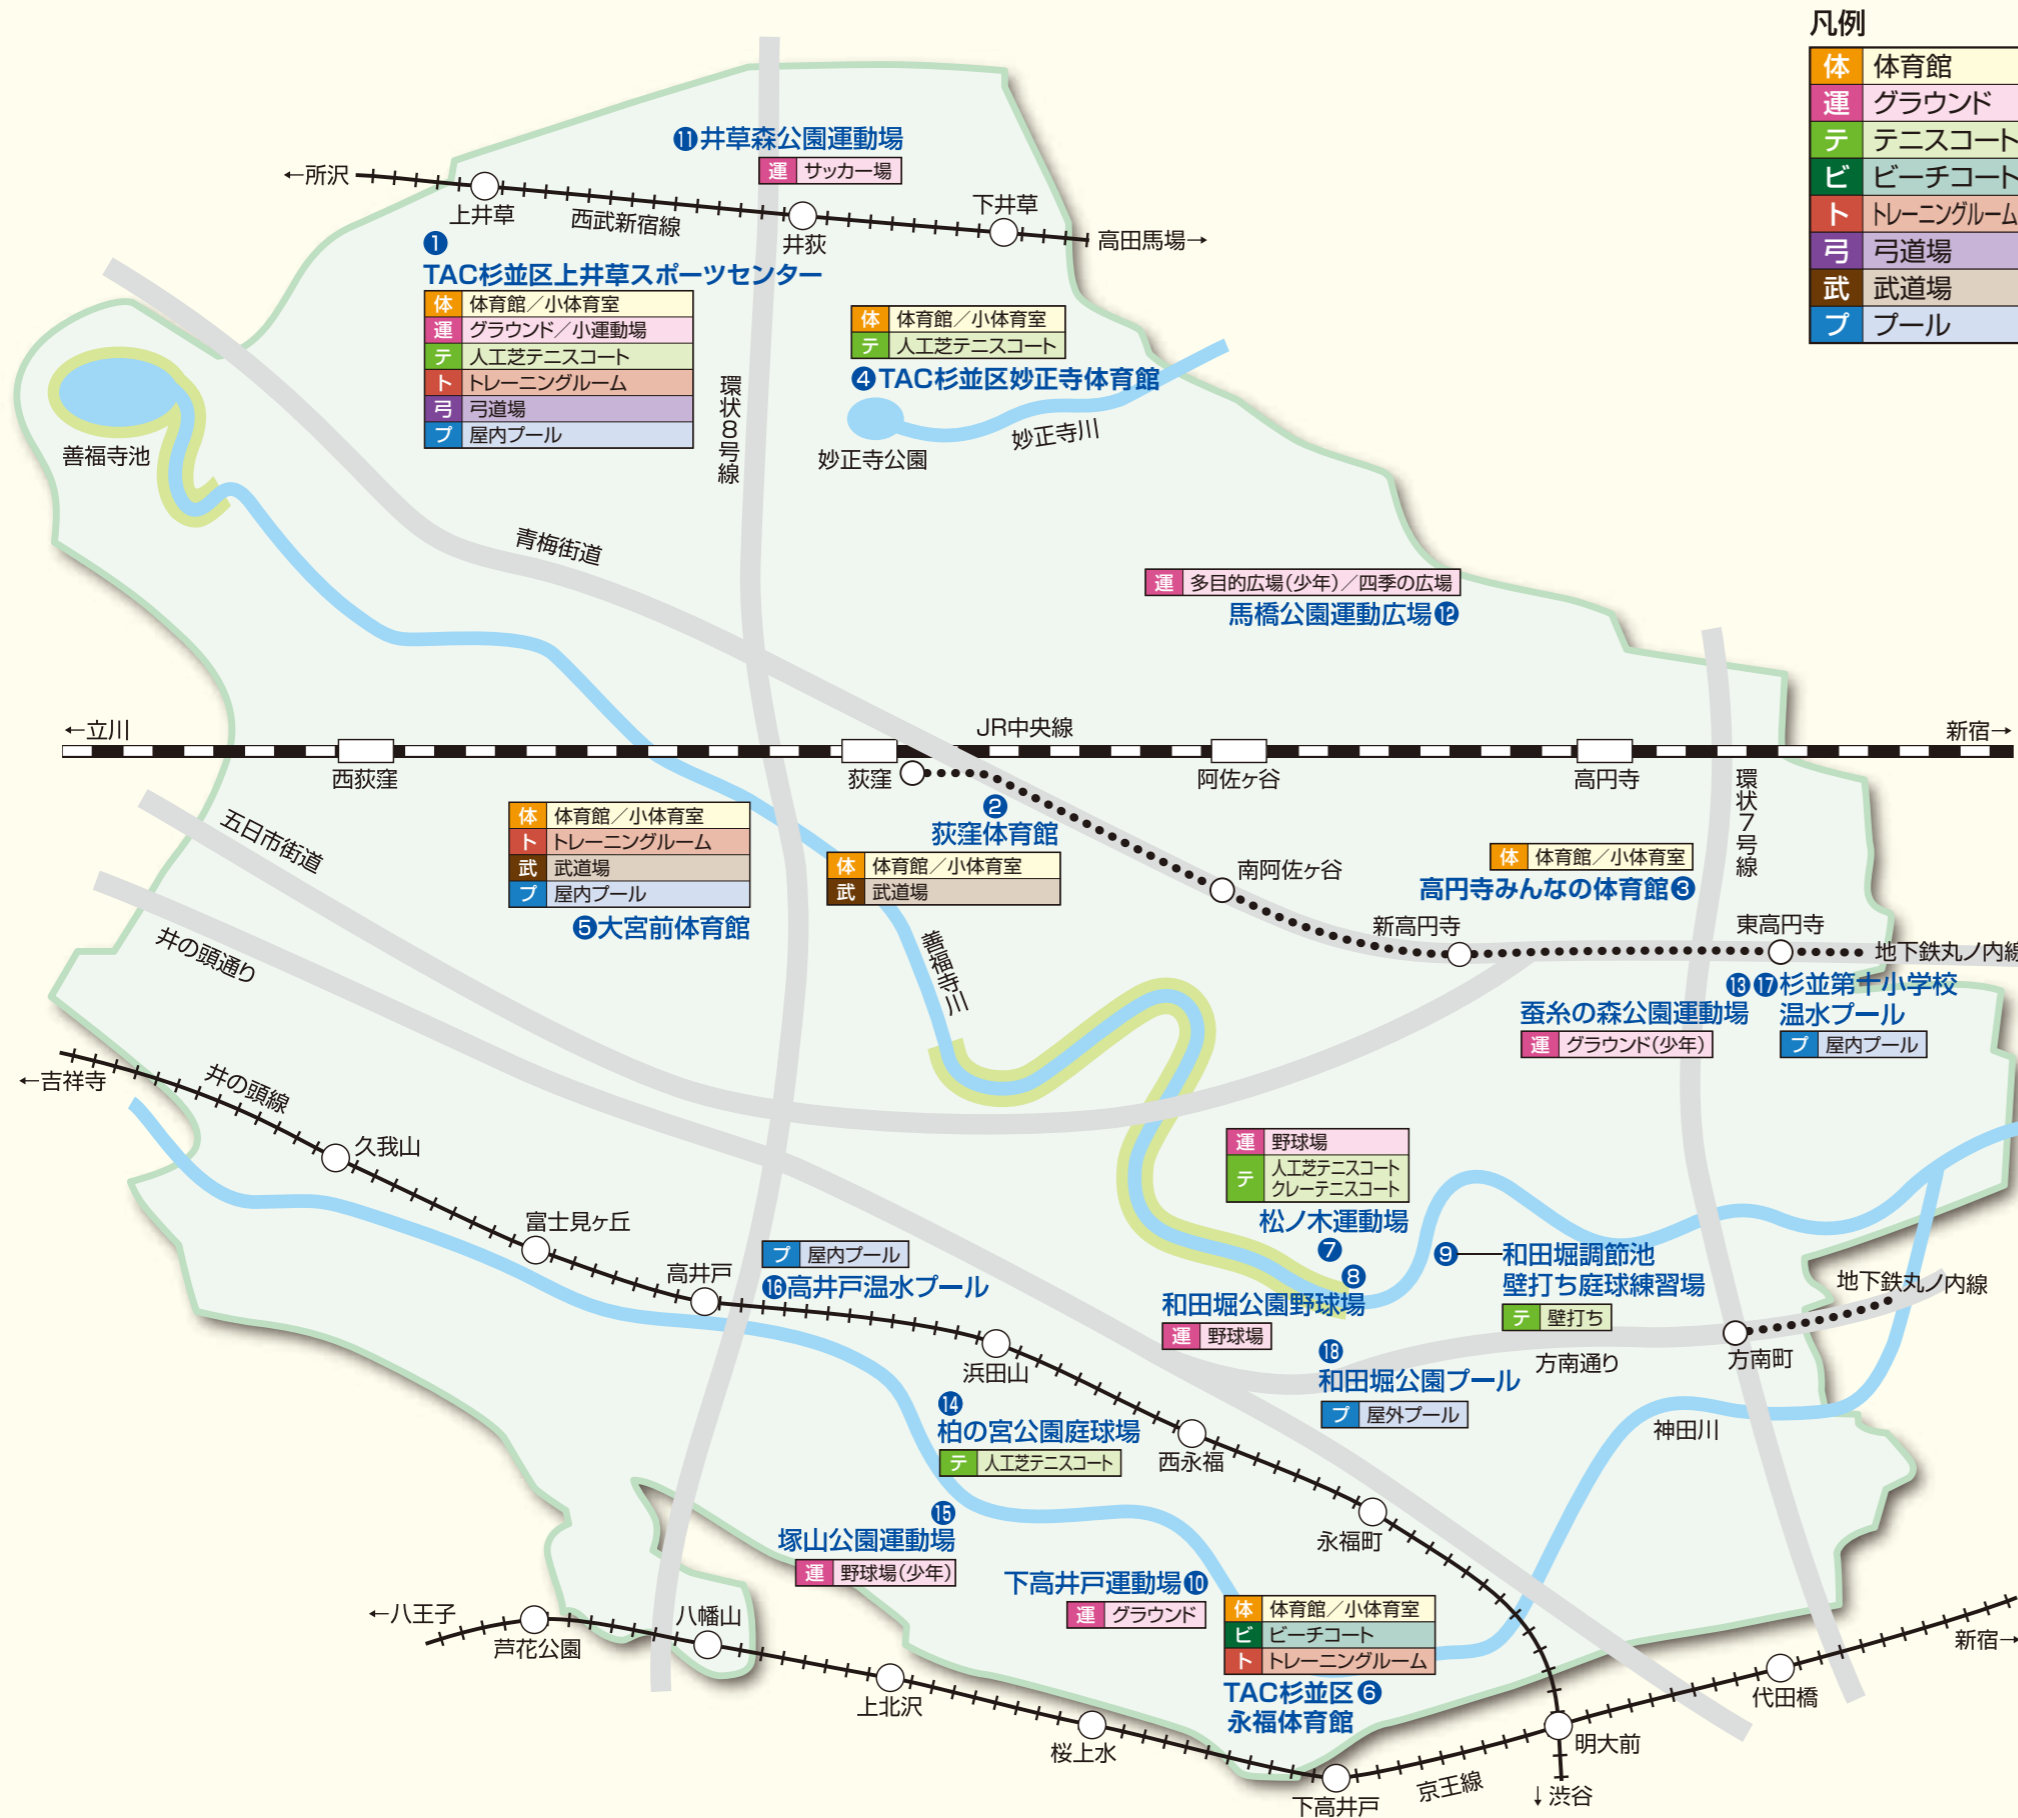 凡例
体 体育館
運 グラウンド
テ テニスコート
ビ ビーチコート
ト トレーニングルーム
弓 弓道場
武 武道場
プ プール
⓫井草森公園運動場
運 サッカー場
←所沢
上井草
西武新宿線
井荻
下井草
高田馬場→
❶
TAC杉並区上井草スポーツセンター
体 体育館／小体育室
運 グラウンド／小運動場
テ 人工芝テニスコート
ト トレーニングルーム
弓 弓道場
プ 屋内プール
体 体育館／小体育室
テ 人工芝テニスコート
❹TAC杉並区妙正寺体育館
妙正寺川
妙正寺公園
環状8号線
善福寺池
青梅街道
運 多目的広場(少年)／四季の広場
馬橋公園運動広場⓬
←立川
JR中央線
新宿→
西荻窪
荻窪
阿佐ヶ谷
高円寺
環状7号線
五日市街道
体 体育館／小体育室
ト トレーニングルーム
武 武道場
プ 屋内プール
❺大宮前体育館
❷
荻窪体育館
体 体育館／小体育室
武 武道場
南阿佐ヶ谷
体 体育館／小体育室
高円寺みんなの体育館❸
新高円寺
東高円寺
地下鉄丸ノ内線
井の頭通り
善福寺川
⓭⓱杉並第十小学校
温水プール
プ 屋内プール
蚕糸の森公園運動場
運 グラウンド(少年)
←吉祥寺
井の頭線
久我山
富士見ヶ丘
高井戸
プ 屋内プール
⓰高井戸温水プール
運 野球場
テ 人工芝テニスコート
クレーテニスコート
松ノ木運動場
❼
❽
和田堀公園野球場
運 野球場
❾
和田堀調節池
壁打ち庭球練習場
テ 壁打ち
地下鉄丸ノ内線
方南町
方南通り
⓲
和田堀公園プール
プ 屋外プール
神田川
浜田山
⓮
柏の宮公園庭球場
テ 人工芝テニスコート
西永福
永福町
⓯
塚山公園運動場
運 野球場(少年)
下高井戸運動場❿
運 グラウンド
体 体育館／小体育室
ビ ビーチコート
ト トレーニングルーム
TAC杉並区❻
永福体育館
←八王子
芦花公園
八幡山
上北沢
桜上水
下高井戸
京王線
明大前
↓渋谷
代田橋
新宿→